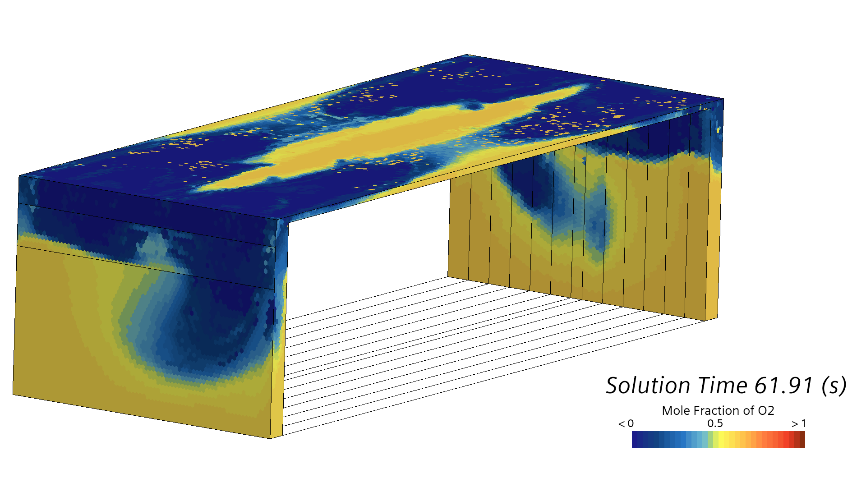 Solution Time 61.91 (s)
Mole Fraction of O2
< 0 0.5 > 1